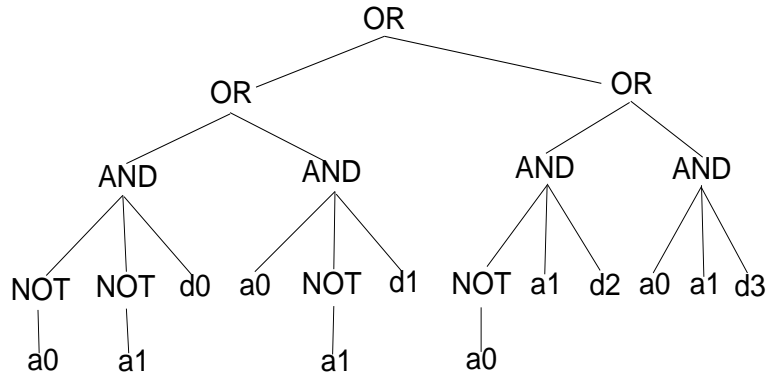 OR
OR OR
AND AND AND AND
NOT NOT d0 a0 NOT d1 NOT a1 d2 a0 a1 d3
a0 a1 a1 a0